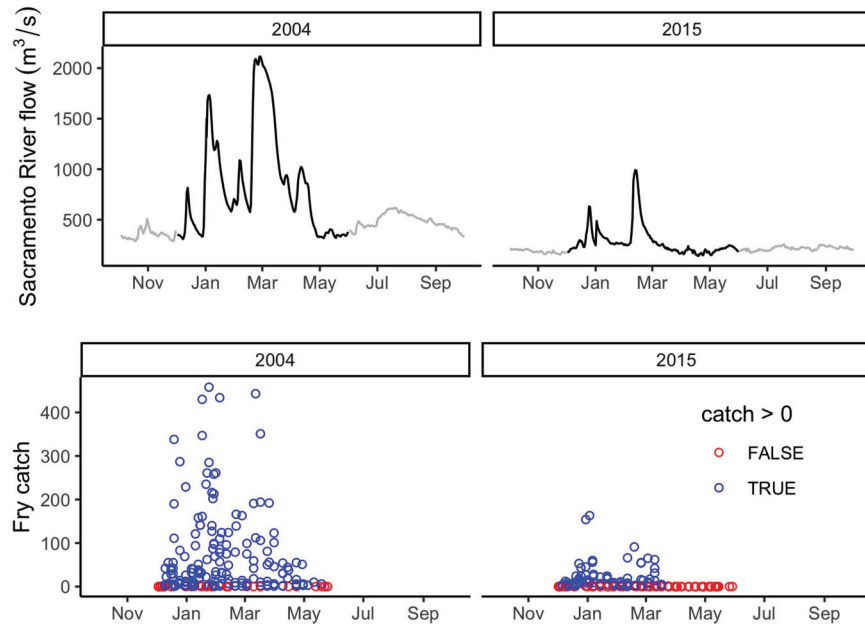 2004 2015
Sacramento River flow (m³/s)
2000
1500
1000
500
Nov Jan Mar May Jul Sep Nov Jan Mar May Jul Sep
2004 2015
Fry catch
400
300
200
100
0
catch > 0
FALSE
TRUE
Nov Jan Mar May Jul Sep Nov Jan Mar May Jul Sep